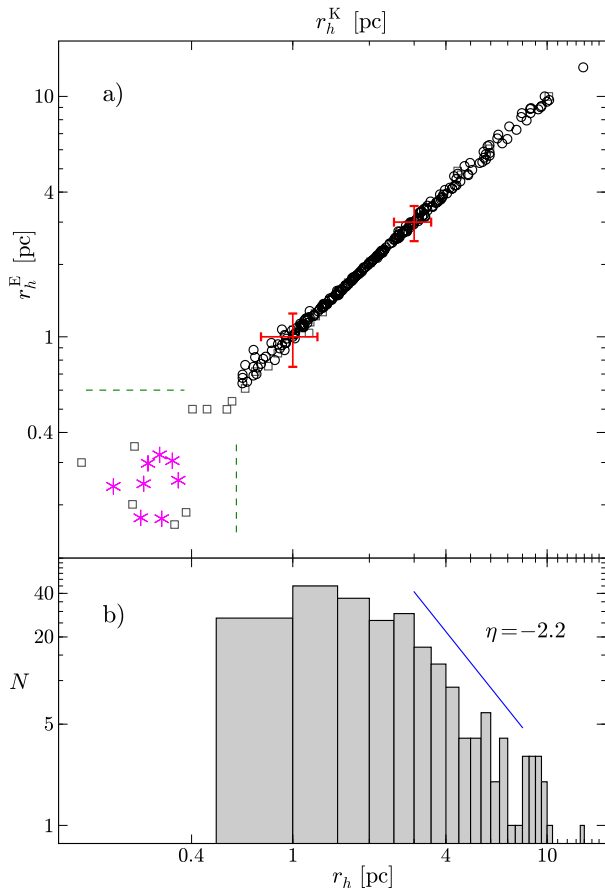 r_h^K [pc]
a)
10
4
1
0.4
r_h^E [pc]
b)
η=−2.2
40
20
5
1
N
0.4 1 4 10
r_h [pc]